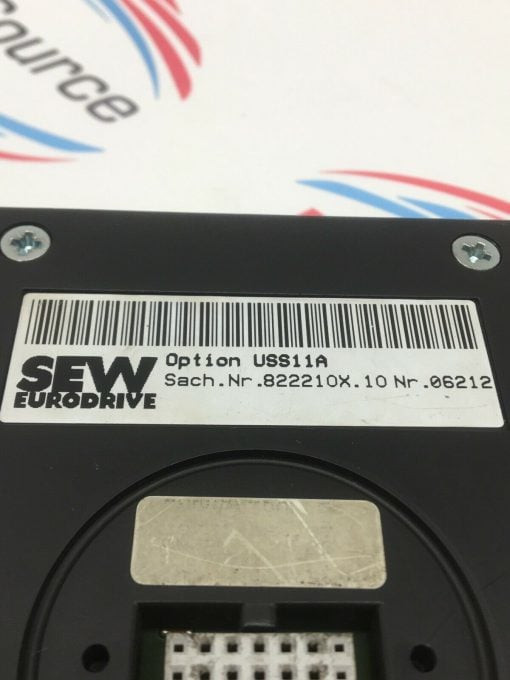 ource
Option USS11A
SEW
EURODRIVE
Sach.Nr.822210X.10 Nr.06212